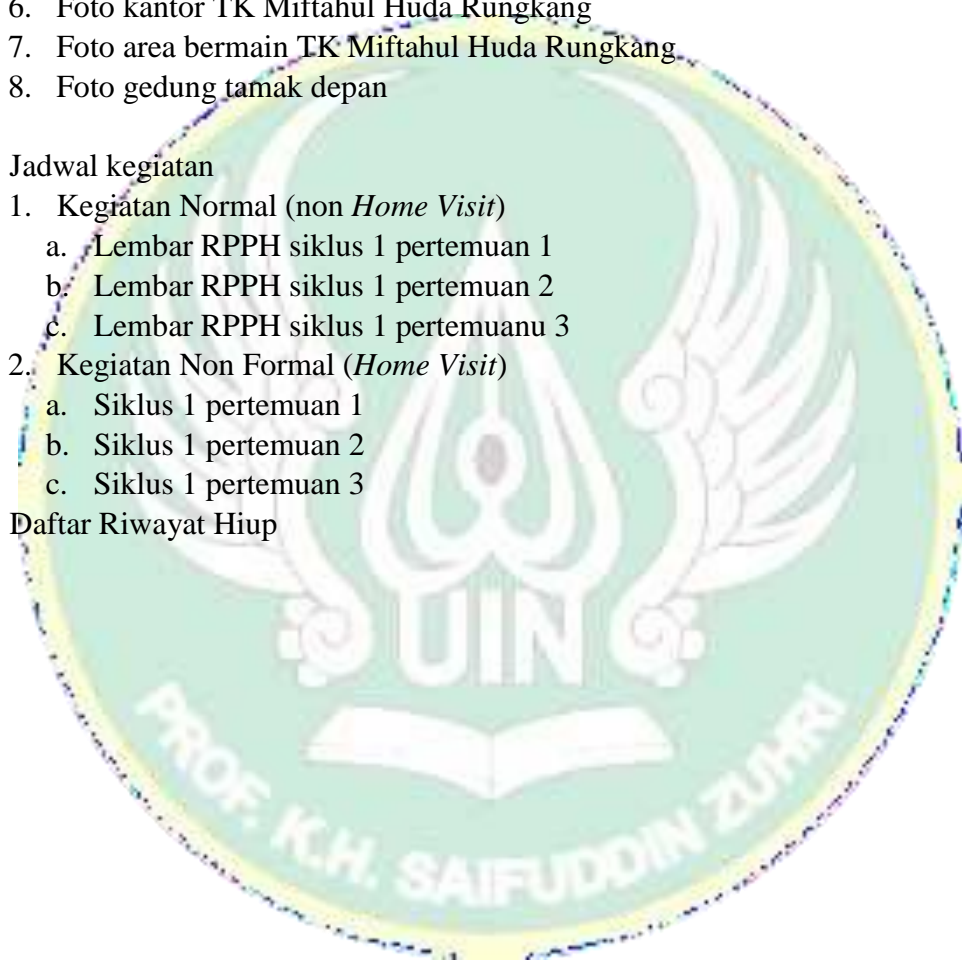 6. Foto kantor TK Miftahul Huda Rungkang
7. Foto area bermain TK Miftahul Huda Rungkang
8. Foto gedung tamak depan
Jadwal kegiatan
1. Kegiatan Normal (non Home Visit)
a. Lembar RPPH siklus 1 pertemuan 1
b. Lembar RPPH siklus 1 pertemuan 2
c. Lembar RPPH siklus 1 pertemuanu 3
2. Kegiatan Non Formal (Home Visit)
a. Siklus 1 pertemuan 1
b. Siklus 1 pertemuan 2
c. Siklus 1 pertemuan 3
Daftar Riwayat Hiup
UIN
PROF. K.H. SAIFUDDIN ZUHRI